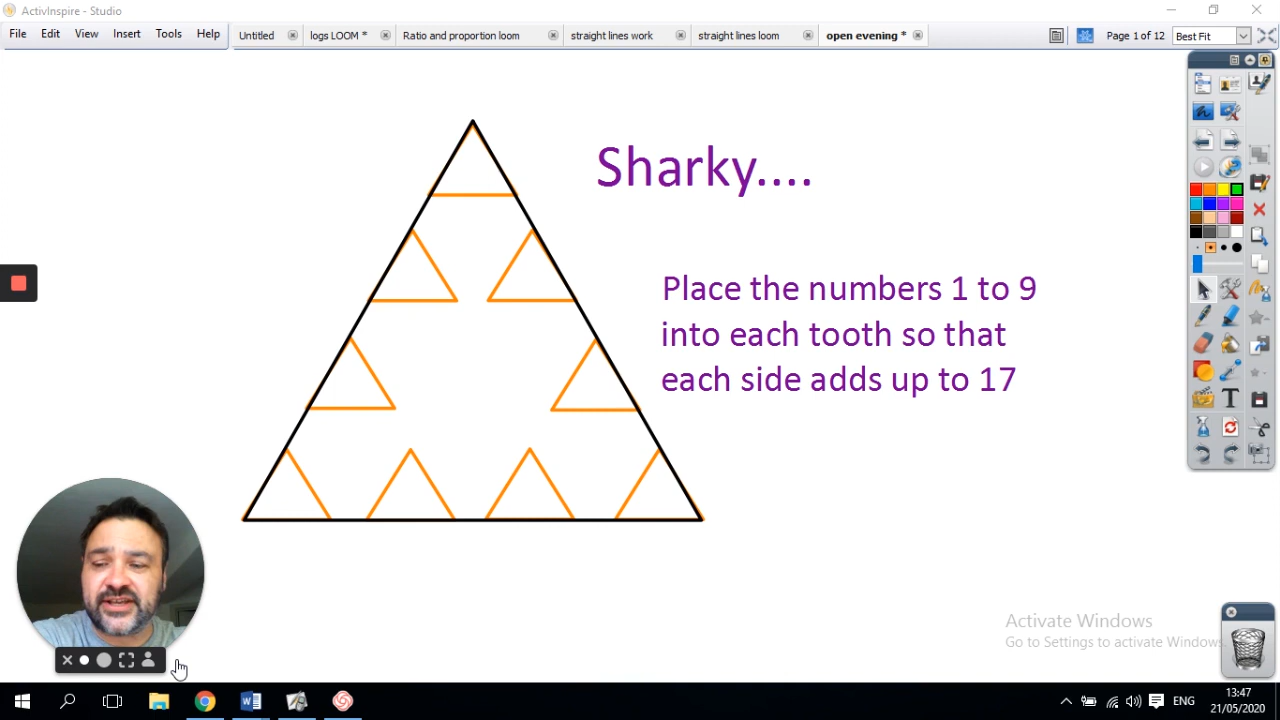 ActivInspire - Studio
File Edit View Insert Tools Help
Untitled logs LOOM * Ratio and proportion loom straight lines work straight lines loom open evening *
Page 1 of 12 Best Fit
Sharky....
Place the numbers 1 to 9
into each tooth so that
each side adds up to 17
Activate Windows
Go to Settings to activate Windows.
ENG
13:47
21/05/2020